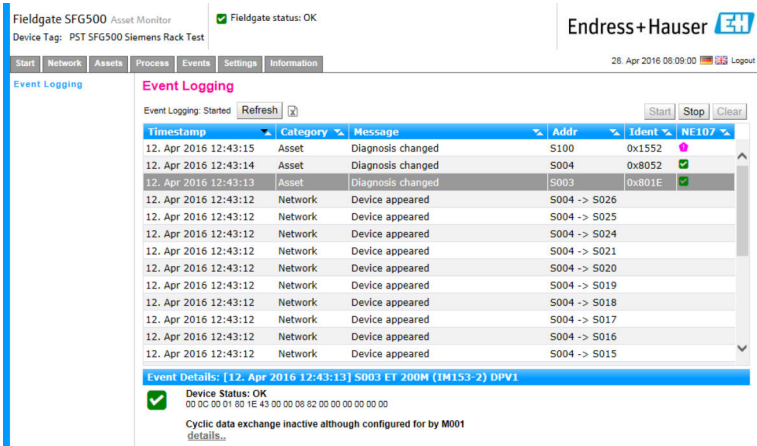 Fieldgate SFG500 Asset Monitor
Fieldgate status: OK
Device Tag: PST SFG500 Siemens Rack Test
Endress+Hauser EH
Start Network Assets Process Events Settings Information
28. Apr 2016 08:09:00 Logout
Event Logging
Event Logging
Event Logging: Started Refresh X Start Stop Clear
Timestamp Category Message Addr Ident NE107
12. Apr 2016 12:43:15 Asset Diagnosis changed S100 0x1552
12. Apr 2016 12:43:14 Asset Diagnosis changed S004 0x8052
12. Apr 2016 12:43:13 Asset Diagnosis changed S003 0x801E
12. Apr 2016 12:43:12 Network Device appeared S004 -> S026
12. Apr 2016 12:43:12 Network Device appeared S004 -> S025
12. Apr 2016 12:43:12 Network Device appeared S004 -> S024
12. Apr 2016 12:43:12 Network Device appeared S004 -> S021
12. Apr 2016 12:43:12 Network Device appeared S004 -> S020
12. Apr 2016 12:43:12 Network Device appeared S004 -> S019
12. Apr 2016 12:43:12 Network Device appeared S004 -> S018
12. Apr 2016 12:43:12 Network Device appeared S004 -> S017
12. Apr 2016 12:43:12 Network Device appeared S004 -> S016
12. Apr 2016 12:43:12 Network Device appeared S004 -> S015
Event Details: [12. Apr 2016 12:43:13] S003 ET 200M (IM153-2) DPV1
Device Status: OK
00 0C 00 01 80 1E 43 00 00 08 82 00 00 00 00 00 00
Cyclic data exchange inactive although configured for by M001
details..